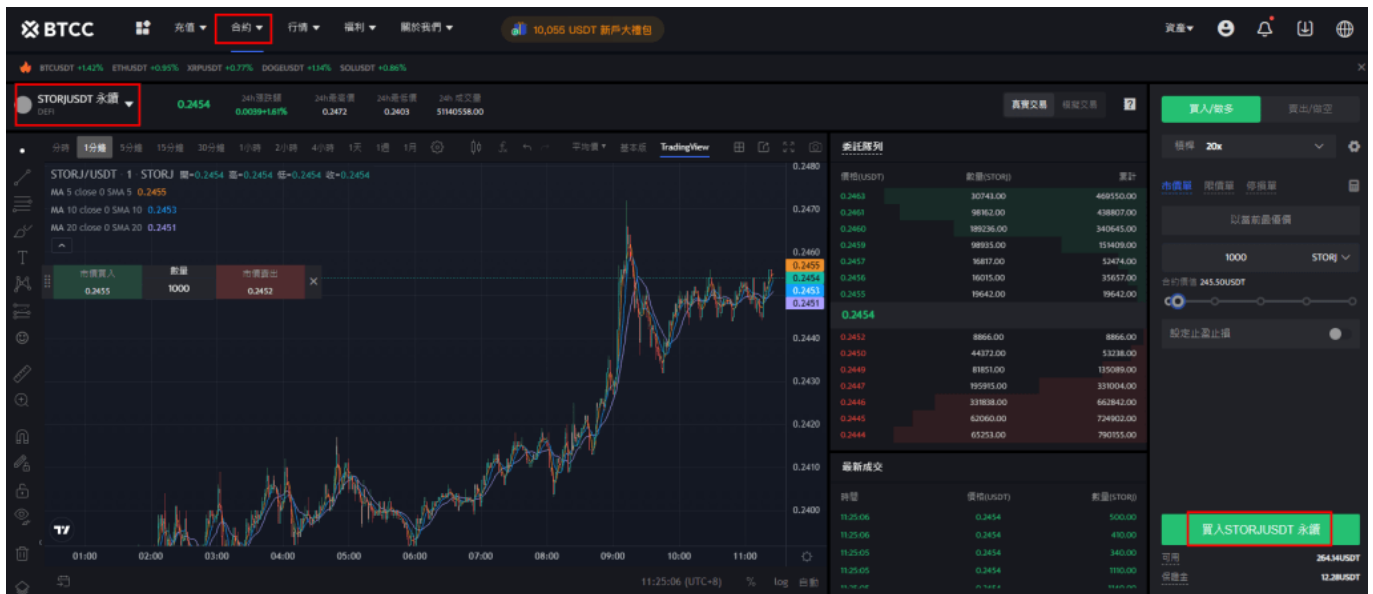 BTCC 充值 合約 行情 福利 關於我們 10,055 USDT 新戶大禮包 資產
BTCUSDT +1.42% ETHUSDT +0.95% XRPUSDT +0.77% DOGEUSDT +1.14% SOLUSDT +0.86%
STORJUSDT 永續
DEFI
0.2454
24h漲跌額 24h最高價 24h最低價 24h成交量
0.0039+1.61% 0.2472 0.2403 51140558.00
真實交易 模擬交易
分時 1分鐘 5分鐘 15分鐘 30分鐘 1小時 2小時 4小時 1天 1週 1月 平均價 基本版 TradingView
STORJ/USDT · 1 · STORJ 開=0.2454 高=0.2454 低=0.2454 收=0.2454
MA 5 close 0 SMA 5 0.2455
MA 10 close 0 SMA 10 0.2453
MA 20 close 0 SMA 20 0.2451
市價買入 數量 市價賣出
0.2455 1000 0.2452
0.2480
0.2470
0.2460
0.2455
0.2454
0.2453
0.2451
0.2440
0.2430
0.2420
0.2410
0.2400
01:00 02:00 03:00 04:00 05:00 06:00 07:00 08:00 09:00 10:00 11:00
11:25:06 (UTC+8) % log 自動
委託隊列
價格(USDT) 數量(STORJ) 累計
0.2463 30743.00 469550.00
0.2461 98162.00 438807.00
0.2460 189236.00 340645.00
0.2459 98935.00 151409.00
0.2457 16817.00 52474.00
0.2456 16015.00 35657.00
0.2455 19642.00 19642.00
0.2454
0.2452 8866.00 8866.00
0.2450 44372.00 53238.00
0.2449 81851.00 135089.00
0.2447 195915.00 331004.00
0.2446 331838.00 662842.00
0.2445 62060.00 724902.00
0.2444 65253.00 790155.00
最新成交
時間 價格(USDT) 數量(STORJ)
11:25:06 0.2454 500.00
11:25:06 0.2454 410.00
11:25:05 0.2454 340.00
11:25:05 0.2454 1110.00
買入/做多 賣出/做空
槓桿 20x
市價單 限價單 停損單
以當前最優價
1000 STORJ
合約價值 245.50USDT
設定止盈止損
買入STORJUSDT 永續
可用 264.14USDT
保證金 12.28USDT